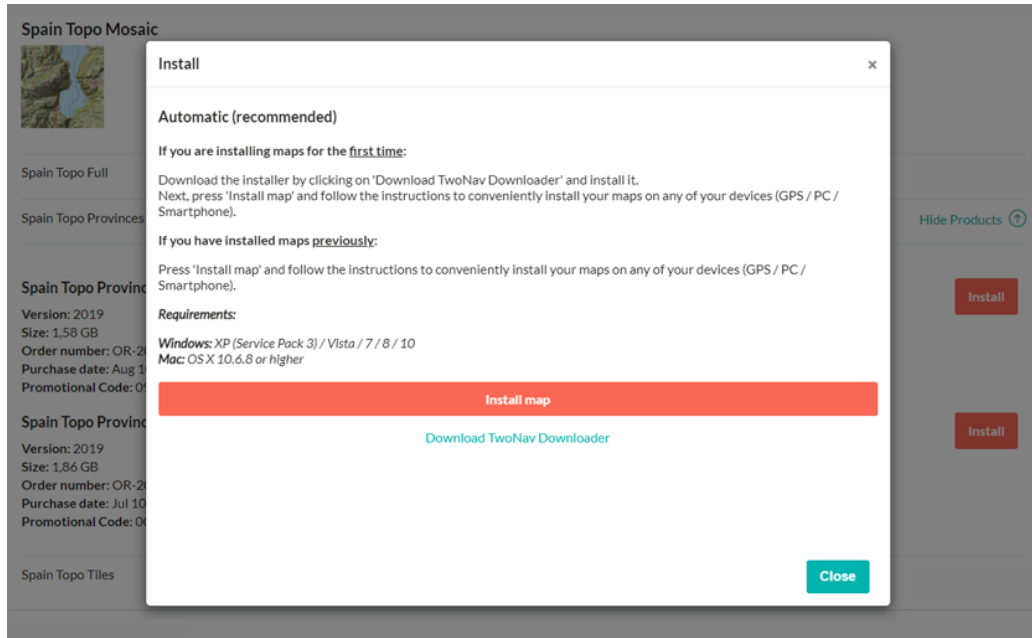 Spain Topo Mosaic
Install
×
Automatic (recommended)
If you are installing maps for the first time:
Spain Topo Full
Download the installer by clicking on 'Download TwoNav Downloader' and install it.
Next, press 'Install map' and follow the instructions to conveniently install your maps on any of your devices (GPS / PC /
Smartphone).
Spain Topo Provinces
Hide Products
If you have installed maps previously:
Press 'Install map' and follow the instructions to conveniently install your maps on any of your devices (GPS / PC /
Smartphone).
Requirements:
Windows: XP (Service Pack 3) / Vista / 7 / 8 / 10
Mac: OS X 10.6.8 or higher
Install map
Download TwoNav Downloader
Close
Spain Topo
Version: 2019
Size: 1,58 GB
Order number:
Purchase date: Aug
Promotional Code:
Install
Spain Topo
Version: 2019
Size: 1,86 GB
Order number:
Purchase date: Jul 10
Promotional Code:
Install
Spain Topo Tiles